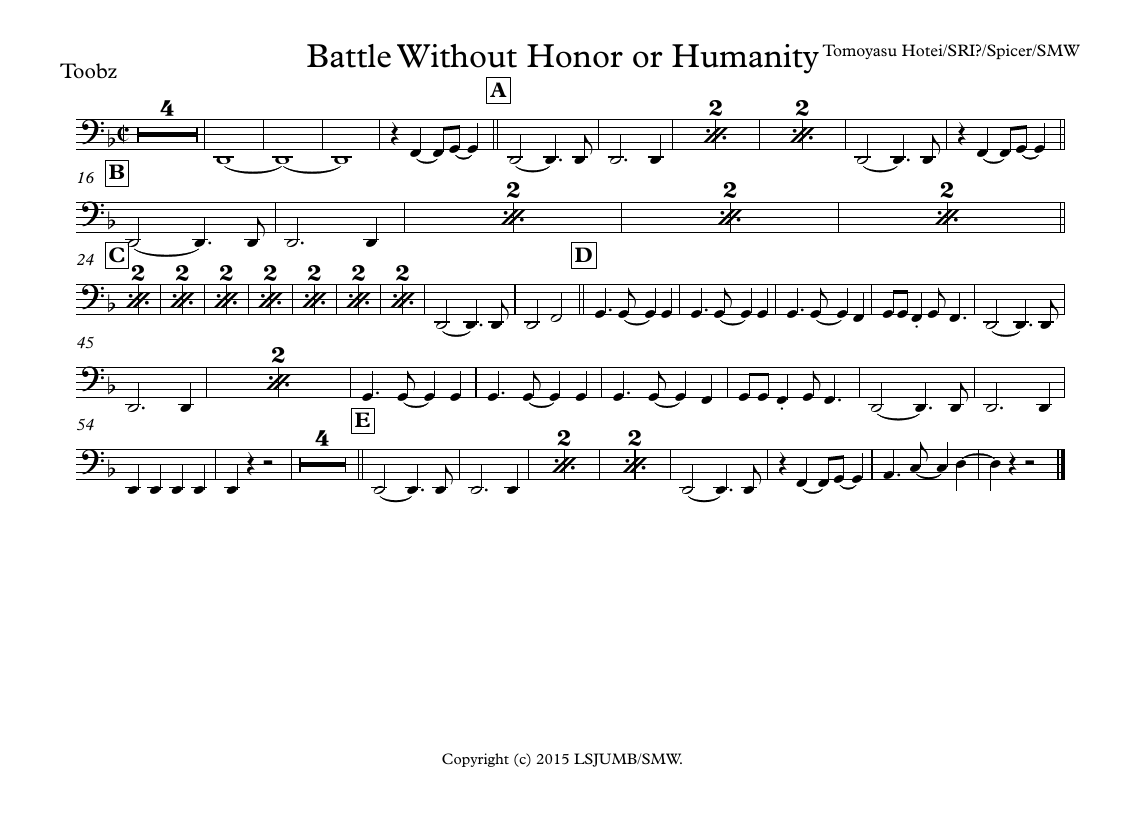 Battle Without Honor or Humanity
Tomoyasu Hotei/SRI?/Spicer/SMW
Toobz
4
A
2 2
16 B
2 2 2
24 C
2 2 2 2 2 2 2
D
45
2
54
4
E
2 2
Copyright (c) 2015 LSJUMB/SMW.